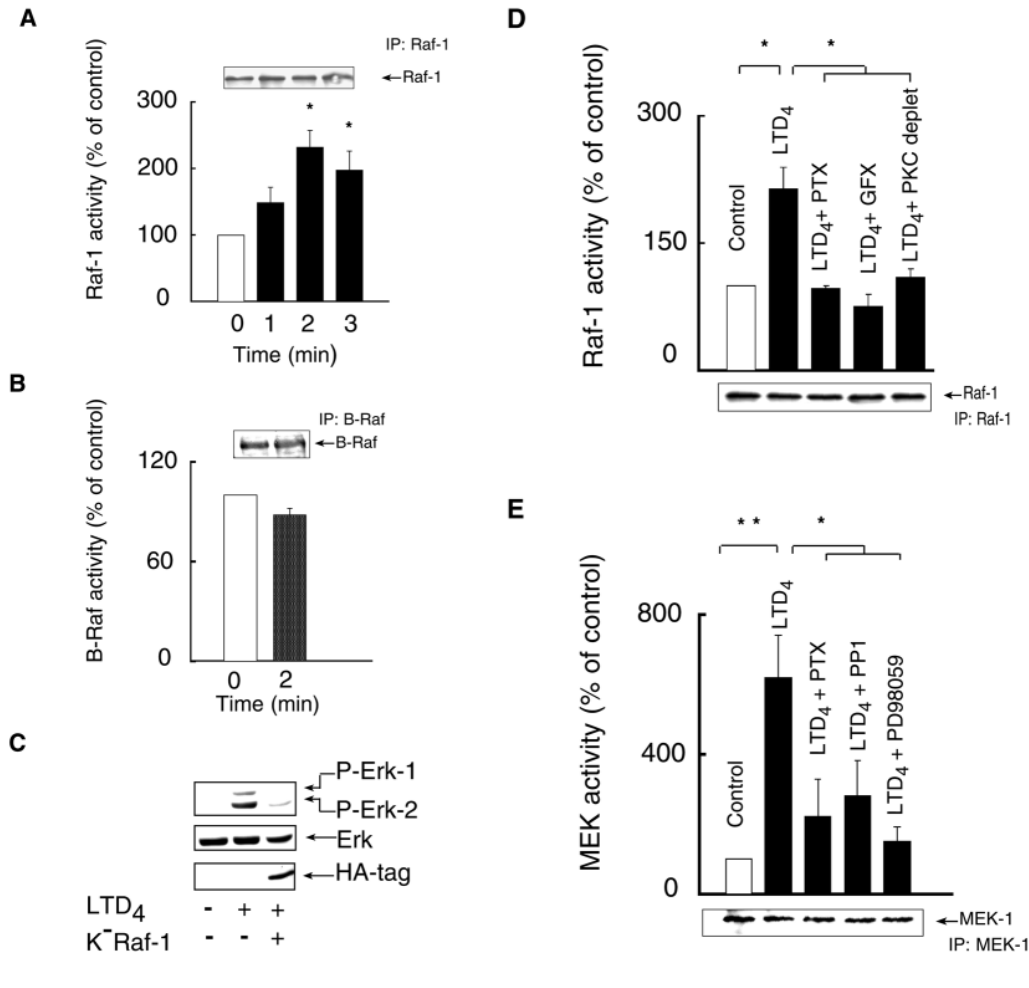 A
IP: Raf-1
Raf-1
Raf-1 activity (% of control)
300
200
100
0
* *
0 1 2 3
Time (min)
B
IP: B-Raf
B-Raf
B-Raf activity (% of control)
120
60
0
0 2
Time (min)
C
P-Erk-1
P-Erk-2
Erk
HA-tag
LTD4 - + +
K⁻Raf-1 - - +
D
* *
Raf-1 activity (% of control)
300
150
0
Control
LTD4
LTD4+ PTX
LTD4+ GFX
LTD4+ PKC deplet
Raf-1
IP: Raf-1
E
* * *
MEK activity (% of control)
800
400
0
Control
LTD4
LTD4 + PTX
LTD4 + PP1
LTD4 + PD98059
MEK-1
IP: MEK-1